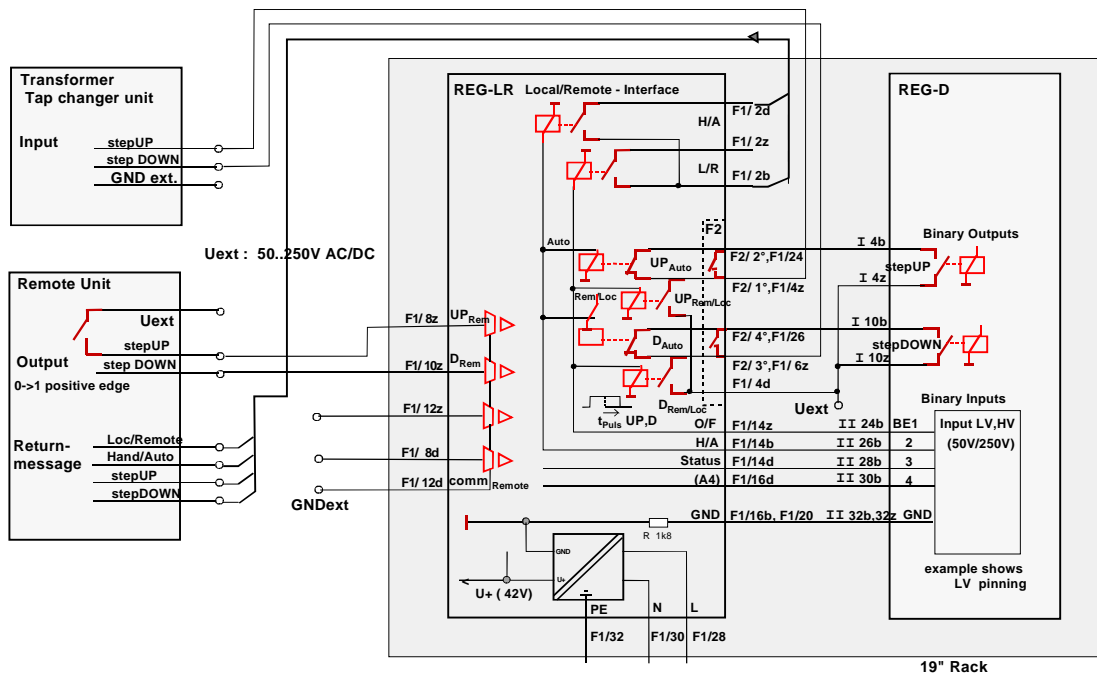 Transformer
Tap changer unit
Input
stepUP
step DOWN
GND ext.
Uext : 50..250V AC/DC
Remote Unit
Uext
stepUP
Output
step DOWN
0->1 positive edge
Return-
message
Loc/Remote
Hand/Auto
stepUP
stepDOWN
GNDext
REG-LR
Local/Remote - Interface
H/A
F1/ 2d
F1/ 2z
L/R
F1/ 2b
F2
Auto
UPAuto
F2/ 2°,F1/24
F2/ 1°,F1/4z
Rem/Loc
UPRem/Loc
F1/ 8z
UPRem
DAuto
F2/ 4°,F1/26
F2/ 3°,F1/ 6z
F1/ 10z
DRem
F1/ 4d
DRem/Loc
tPuls UP,D
F1/ 12z
F1/ 8d
F1/ 12d
commRemote
O/F
F1/14z
H/A
F1/14b
Status
F1/14d
(A4)
F1/16d
GND
F1/16b, F1/20
R 1k8
GND
U+
U+ ( 42V)
PE
N
L
F1/32
F1/30
F1/28
REG-D
Binary Outputs
I 4b
stepUP
I 4z
I 10b
stepDOWN
I 10z
Uext
Binary Inputs
II 24b
BE1
Input LV,HV
(50V/250V)
II 26b
2
II 28b
3
II 30b
4
II 32b,32z
GND
example shows
LV pinning
19" Rack